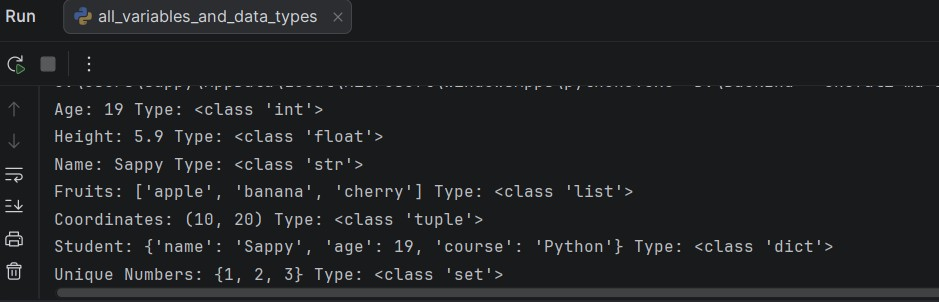 Run all_variables_and_data_types
Age: 19 Type: <class 'int'>
Height: 5.9 Type: <class 'float'>
Name: Sappy Type: <class 'str'>
Fruits: ['apple', 'banana', 'cherry'] Type: <class 'list'>
Coordinates: (10, 20) Type: <class 'tuple'>
Student: {'name': 'Sappy', 'age': 19, 'course': 'Python'} Type: <class 'dict'>
Unique Numbers: {1, 2, 3} Type: <class 'set'>